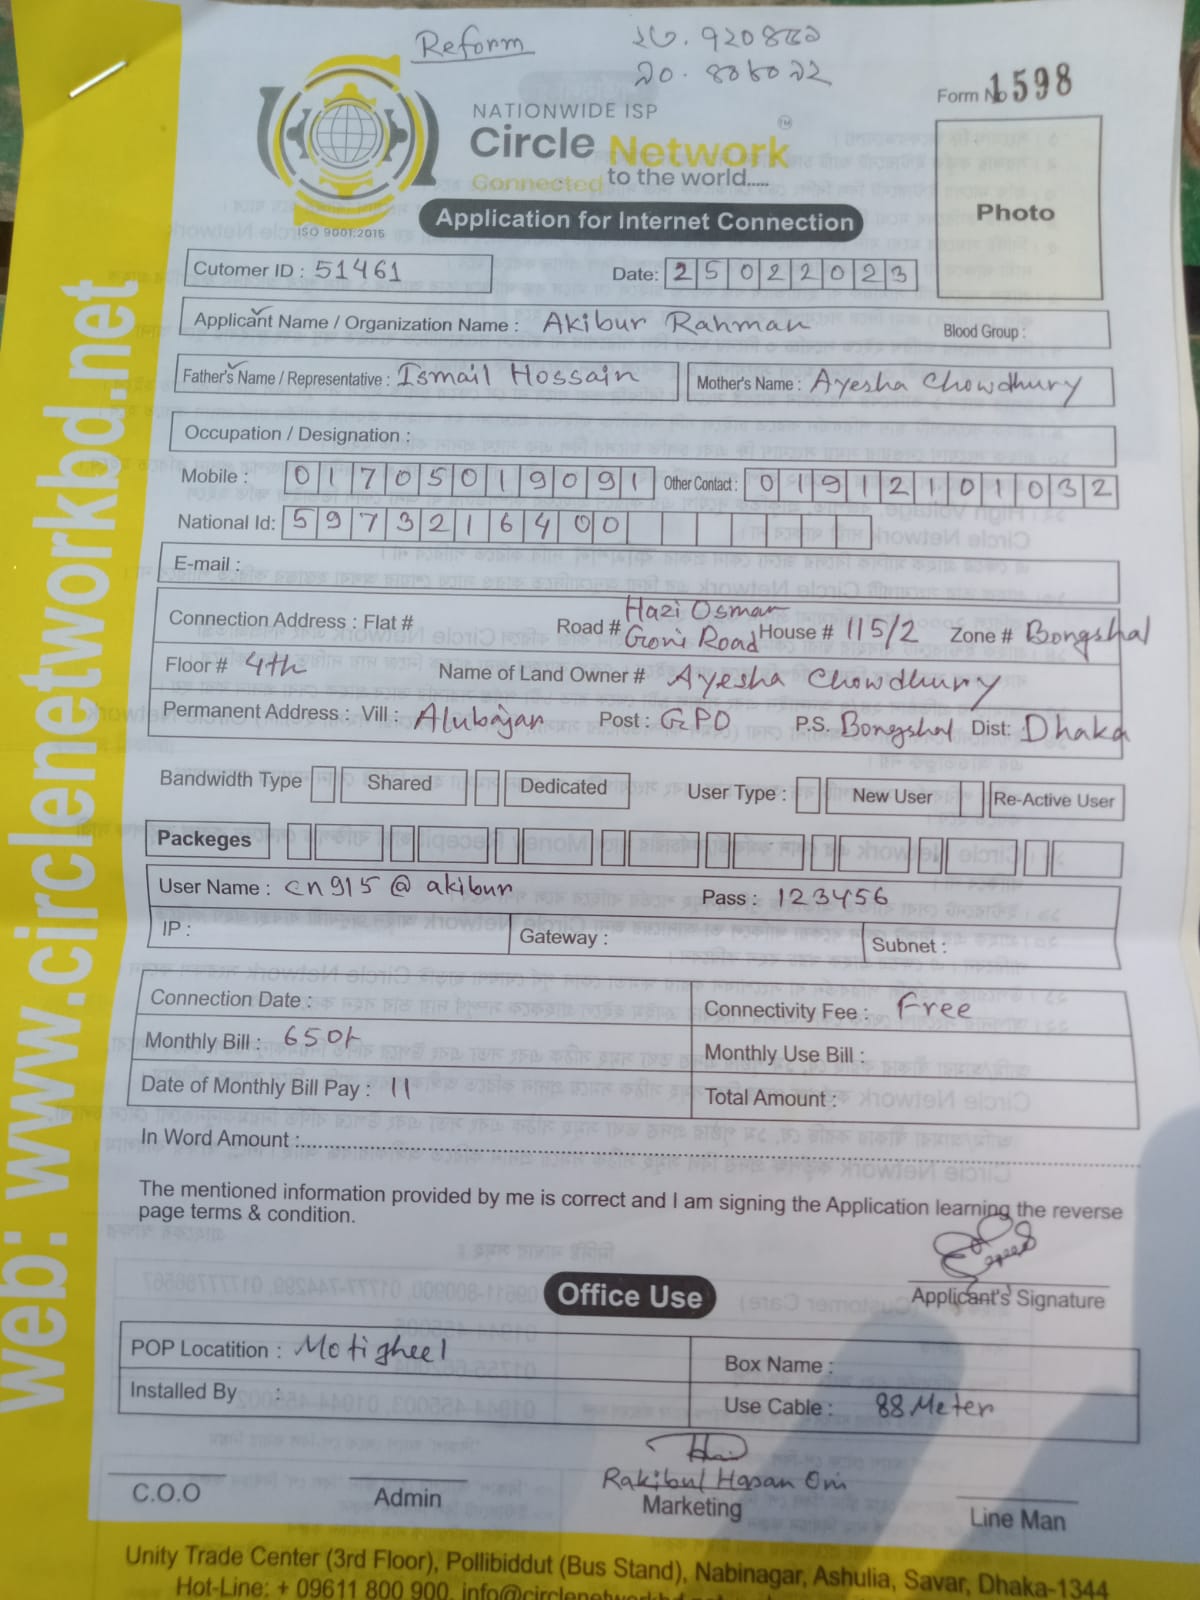 Reform
NATIONWIDE ISP
Circle Network TM
Connected to the world.....
ISO 9001:2015
Form No 1598
Photo
Application for Internet Connection
Cutomer ID : 51461 Date: 25022023
Applicant Name / Organization Name : Akibur Rahman Blood Group :
Father's Name / Representative : Ismail Hossain Mother's Name : Ayesha Chowdhury
Occupation / Designation :
Mobile : 01705019091 Other Contact : 01912101032
National Id: 5973216400
E-mail :
Connection Address : Flat # Road # Hazi Osman Goni Road House # 115/2 Zone # Bongshal
Floor # 4th Name of Land Owner # Ayesha Chowdhury
Permanent Address : Vill : Alubajar Post : GPO P.S. Bongshal Dist: Dhaka
Bandwidth Type Shared Dedicated User Type : New User Re-Active User
Packeges
User Name : cn915@akibur Pass : 123456
IP : Gateway : Subnet :
Connection Date : Connectivity Fee : Free
Monthly Bill : 650t Monthly Use Bill :
Date of Monthly Bill Pay : 11 Total Amount :
In Word Amount :
The mentioned information provided by me is correct and I am signing the Application learning the reverse
page terms & condition.
Applicant's Signature
Office Use
POP Locatition : Motigheel Box Name :
Installed By : Use Cable : 88 Meter
Rakibul Hasan Omi
C.O.O Admin Marketing Line Man
Unity Trade Center (3rd Floor), Pollibiddut (Bus Stand), Nabinagar, Ashulia, Savar, Dhaka-1344
Hot-Line: + 09611 800 900,
web: www.circlenetworkbd.net